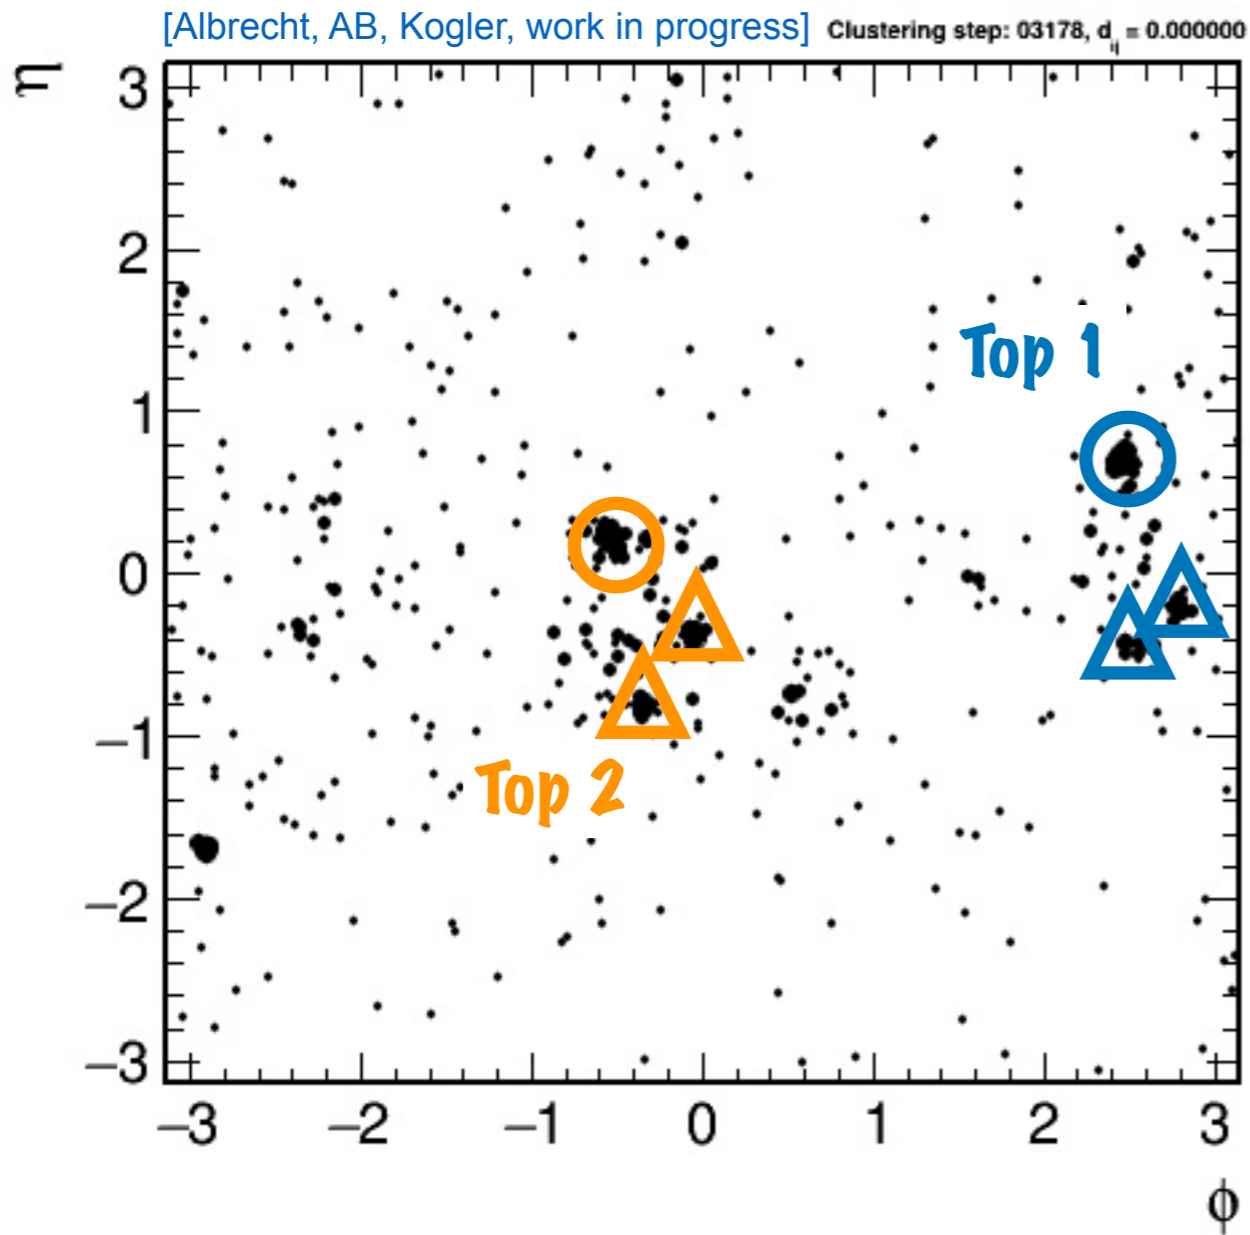 [Albrecht, AB, Kogler, work in progress] Clustering step: 03178, d_ij = 0.000000
η
3
2
Top 1
1
0
−1
Top 2
−2
−3
−3 −2 −1 0 1 2 3
ϕ